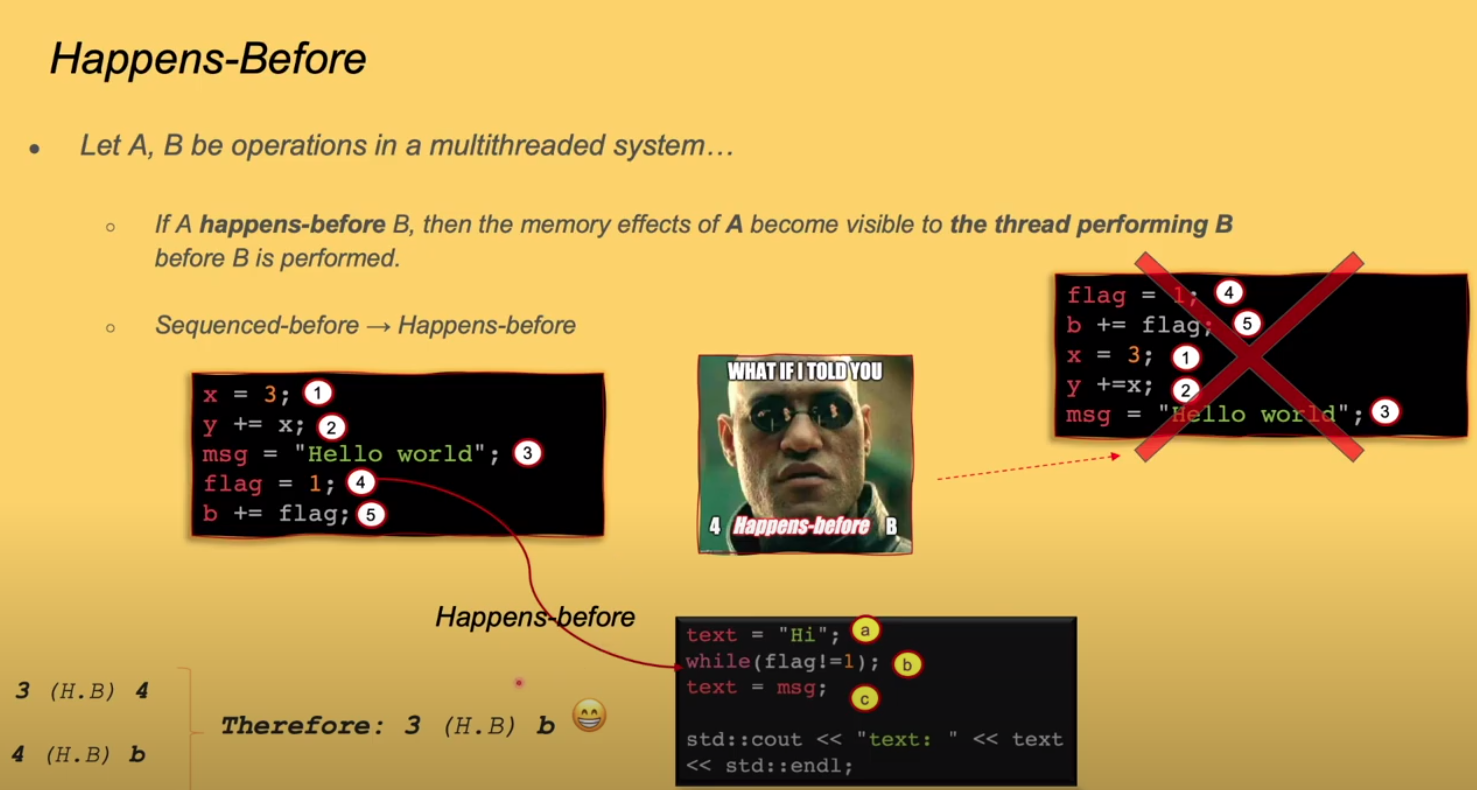 Happens-Before
• Let A, B be operations in a multithreaded system…
○ If A happens-before B, then the memory effects of A become visible to the thread performing B
before B is performed.
○ Sequenced-before → Happens-before
x = 3; 1
y += x; 2
msg = "Hello world"; 3
flag = 1; 4
b += flag; 5
WHAT IF I TOLD YOU
4 Happens-before B
flag = 1; 4
b += flag; 5
x = 3; 1
y +=x; 2
msg = "Hello world"; 3
Happens-before
text = "Hi"; a
while(flag!=1); b
text = msg; c
std::cout << "text: " << text
<< std::endl;
3 (H.B) 4
4 (H.B) b
Therefore: 3 (H.B) b 😁